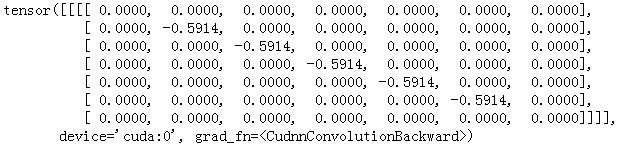 tensor([[[[ 0.0000,  0.0000,  0.0000,  0.0000,  0.0000,  0.0000,  0.0000],
          [ 0.0000, -0.5914,  0.0000,  0.0000,  0.0000,  0.0000,  0.0000],
          [ 0.0000,  0.0000, -0.5914,  0.0000,  0.0000,  0.0000,  0.0000],
          [ 0.0000,  0.0000,  0.0000, -0.5914,  0.0000,  0.0000,  0.0000],
          [ 0.0000,  0.0000,  0.0000,  0.0000, -0.5914,  0.0000,  0.0000],
          [ 0.0000,  0.0000,  0.0000,  0.0000,  0.0000, -0.5914,  0.0000],
          [ 0.0000,  0.0000,  0.0000,  0.0000,  0.0000,  0.0000,  0.0000]]]],
       device='cuda:0', grad_fn=<CudnnConvolutionBackward>)